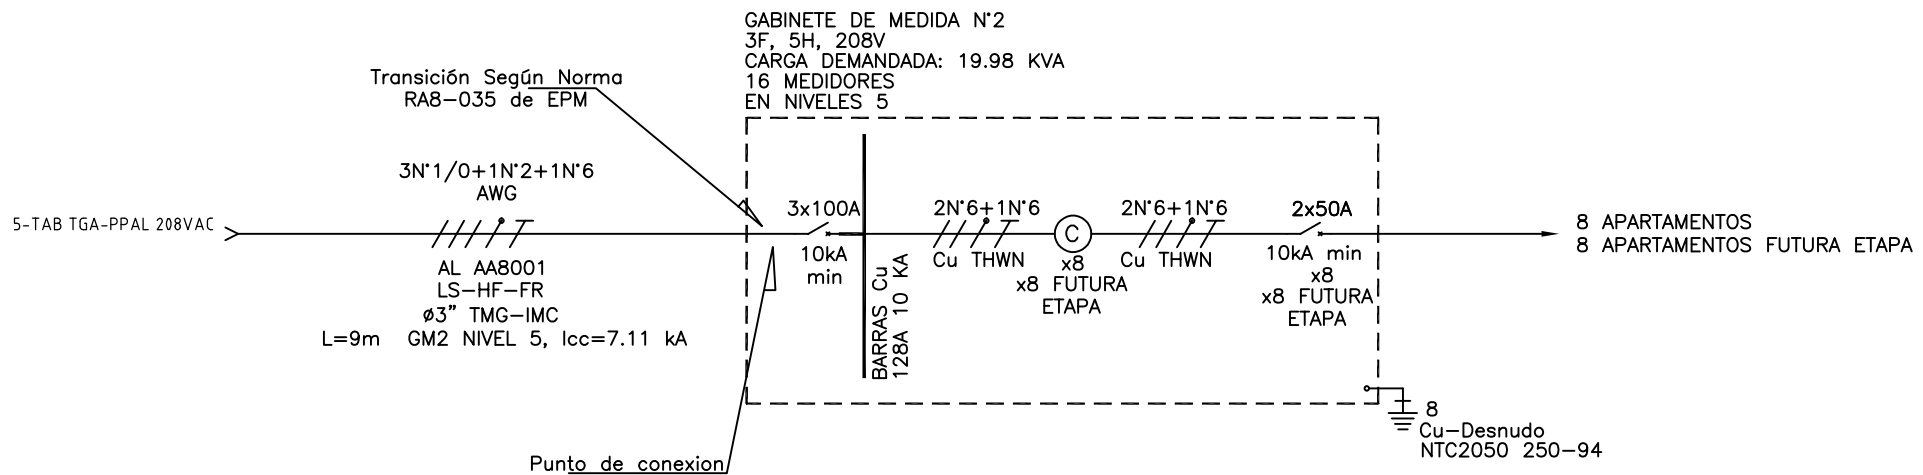 GABINETE DE MEDIDA N°2
3F, 5H, 208V
CARGA DEMANDADA: 19.98 KVA
16 MEDIDORES
EN NIVELES 5
Transición Según Norma
RA8-035 de EPM
3N°1/0+1N°2+1N°6
AWG
5-TAB TGA-PPAL 208VAC
AL AA8001
LS-HF-FR
ø3" TMG-IMC
L=9m GM2 NIVEL 5, Icc=7.11 kA
3x100A
10kA
min
BARRAS Cu
128A 10 KA
2N°6+1N°6
Cu THWN
C
x8
x8 FUTURA
ETAPA
2N°6+1N°6
Cu THWN
2x50A
10kA min
x8
x8 FUTURA
ETAPA
8 APARTAMENTOS
8 APARTAMENTOS FUTURA ETAPA
8
Cu-Desnudo
NTC2050 250-94
Punto de conexion